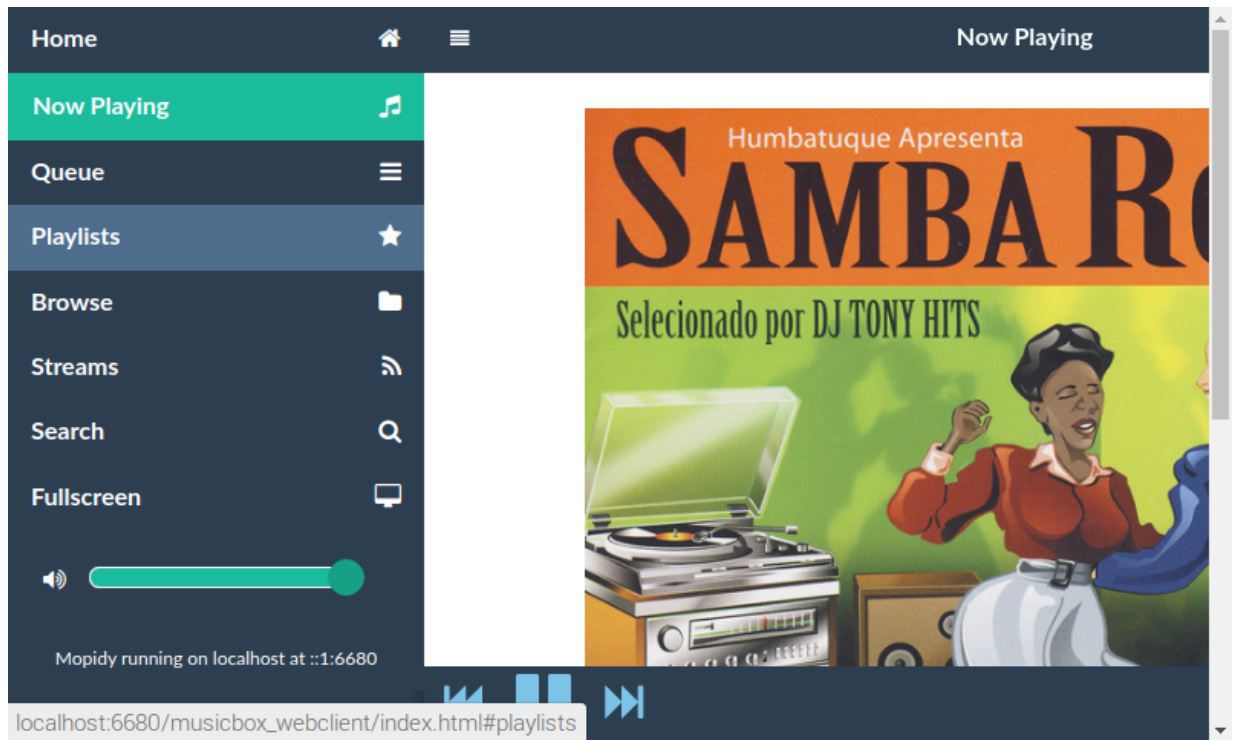 Home
Now Playing
Now Playing
Queue
Playlists
Browse
Streams
Search
Fullscreen
Mopidy running on localhost at ::1:6680
Humbatuque Apresenta
SAMBA
Selecionado por DJ TONY HITS
localhost:6680/musicbox_webclient/index.html#playlists